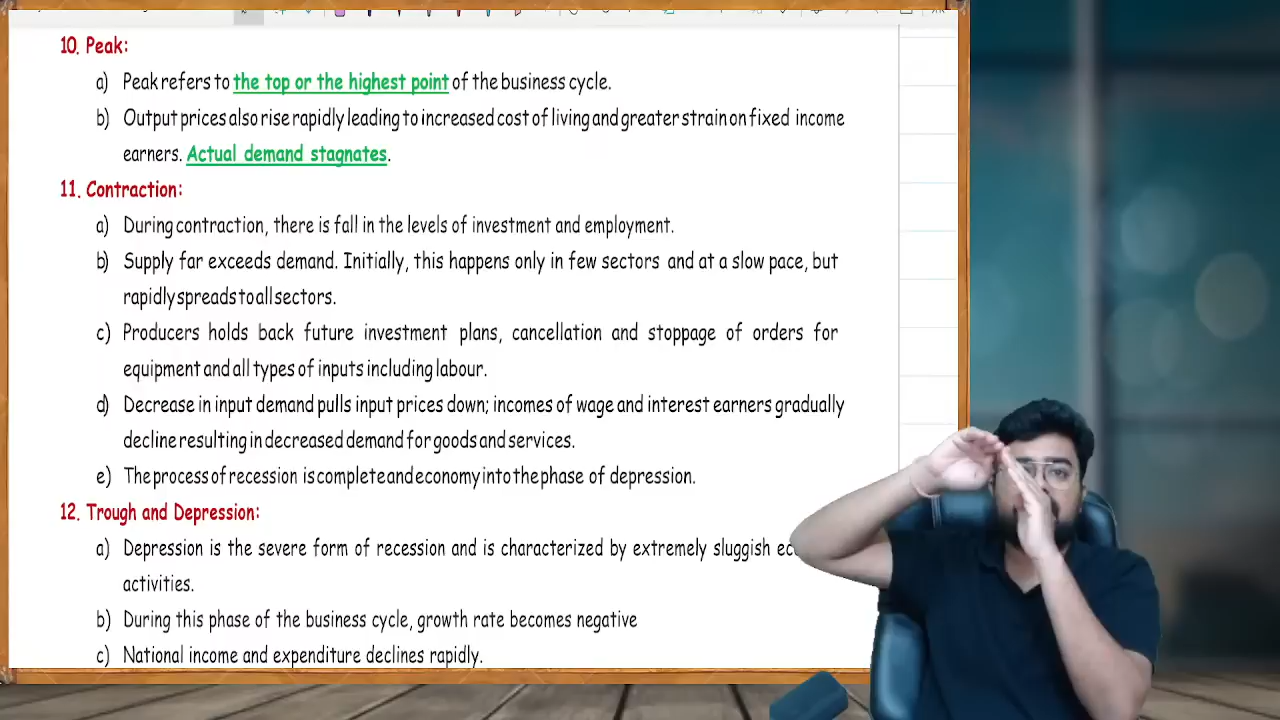 10. Peak:
a) Peak refers to the top or the highest point of the business cycle.
b) Output prices also rise rapidly leading to increased cost of living and greater strain on fixed income
earners. Actual demand stagnates.
11. Contraction:
a) During contraction, there is fall in the levels of investment and employment.
b) Supply far exceeds demand. Initially, this happens only in few sectors and at a slow pace, but
rapidly spreads to all sectors.
c) Producers holds back future investment plans, cancellation and stoppage of orders for
equipment and all types of inputs including labour.
d) Decrease in input demand pulls input prices down; incomes of wage and interest earners gradually
decline resulting in decreased demand for goods and services.
e) The process of recession is complete and economy into the phase of depression.
12. Trough and Depression:
a) Depression is the severe form of recession and is characterized by extremely sluggish
activities.
b) During this phase of the business cycle, growth rate becomes negative
c) National income and expenditure declines rapidly.